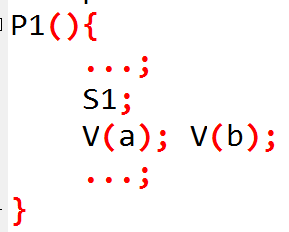 P1(){
...;
S1;
V(a); V(b);
...;
}